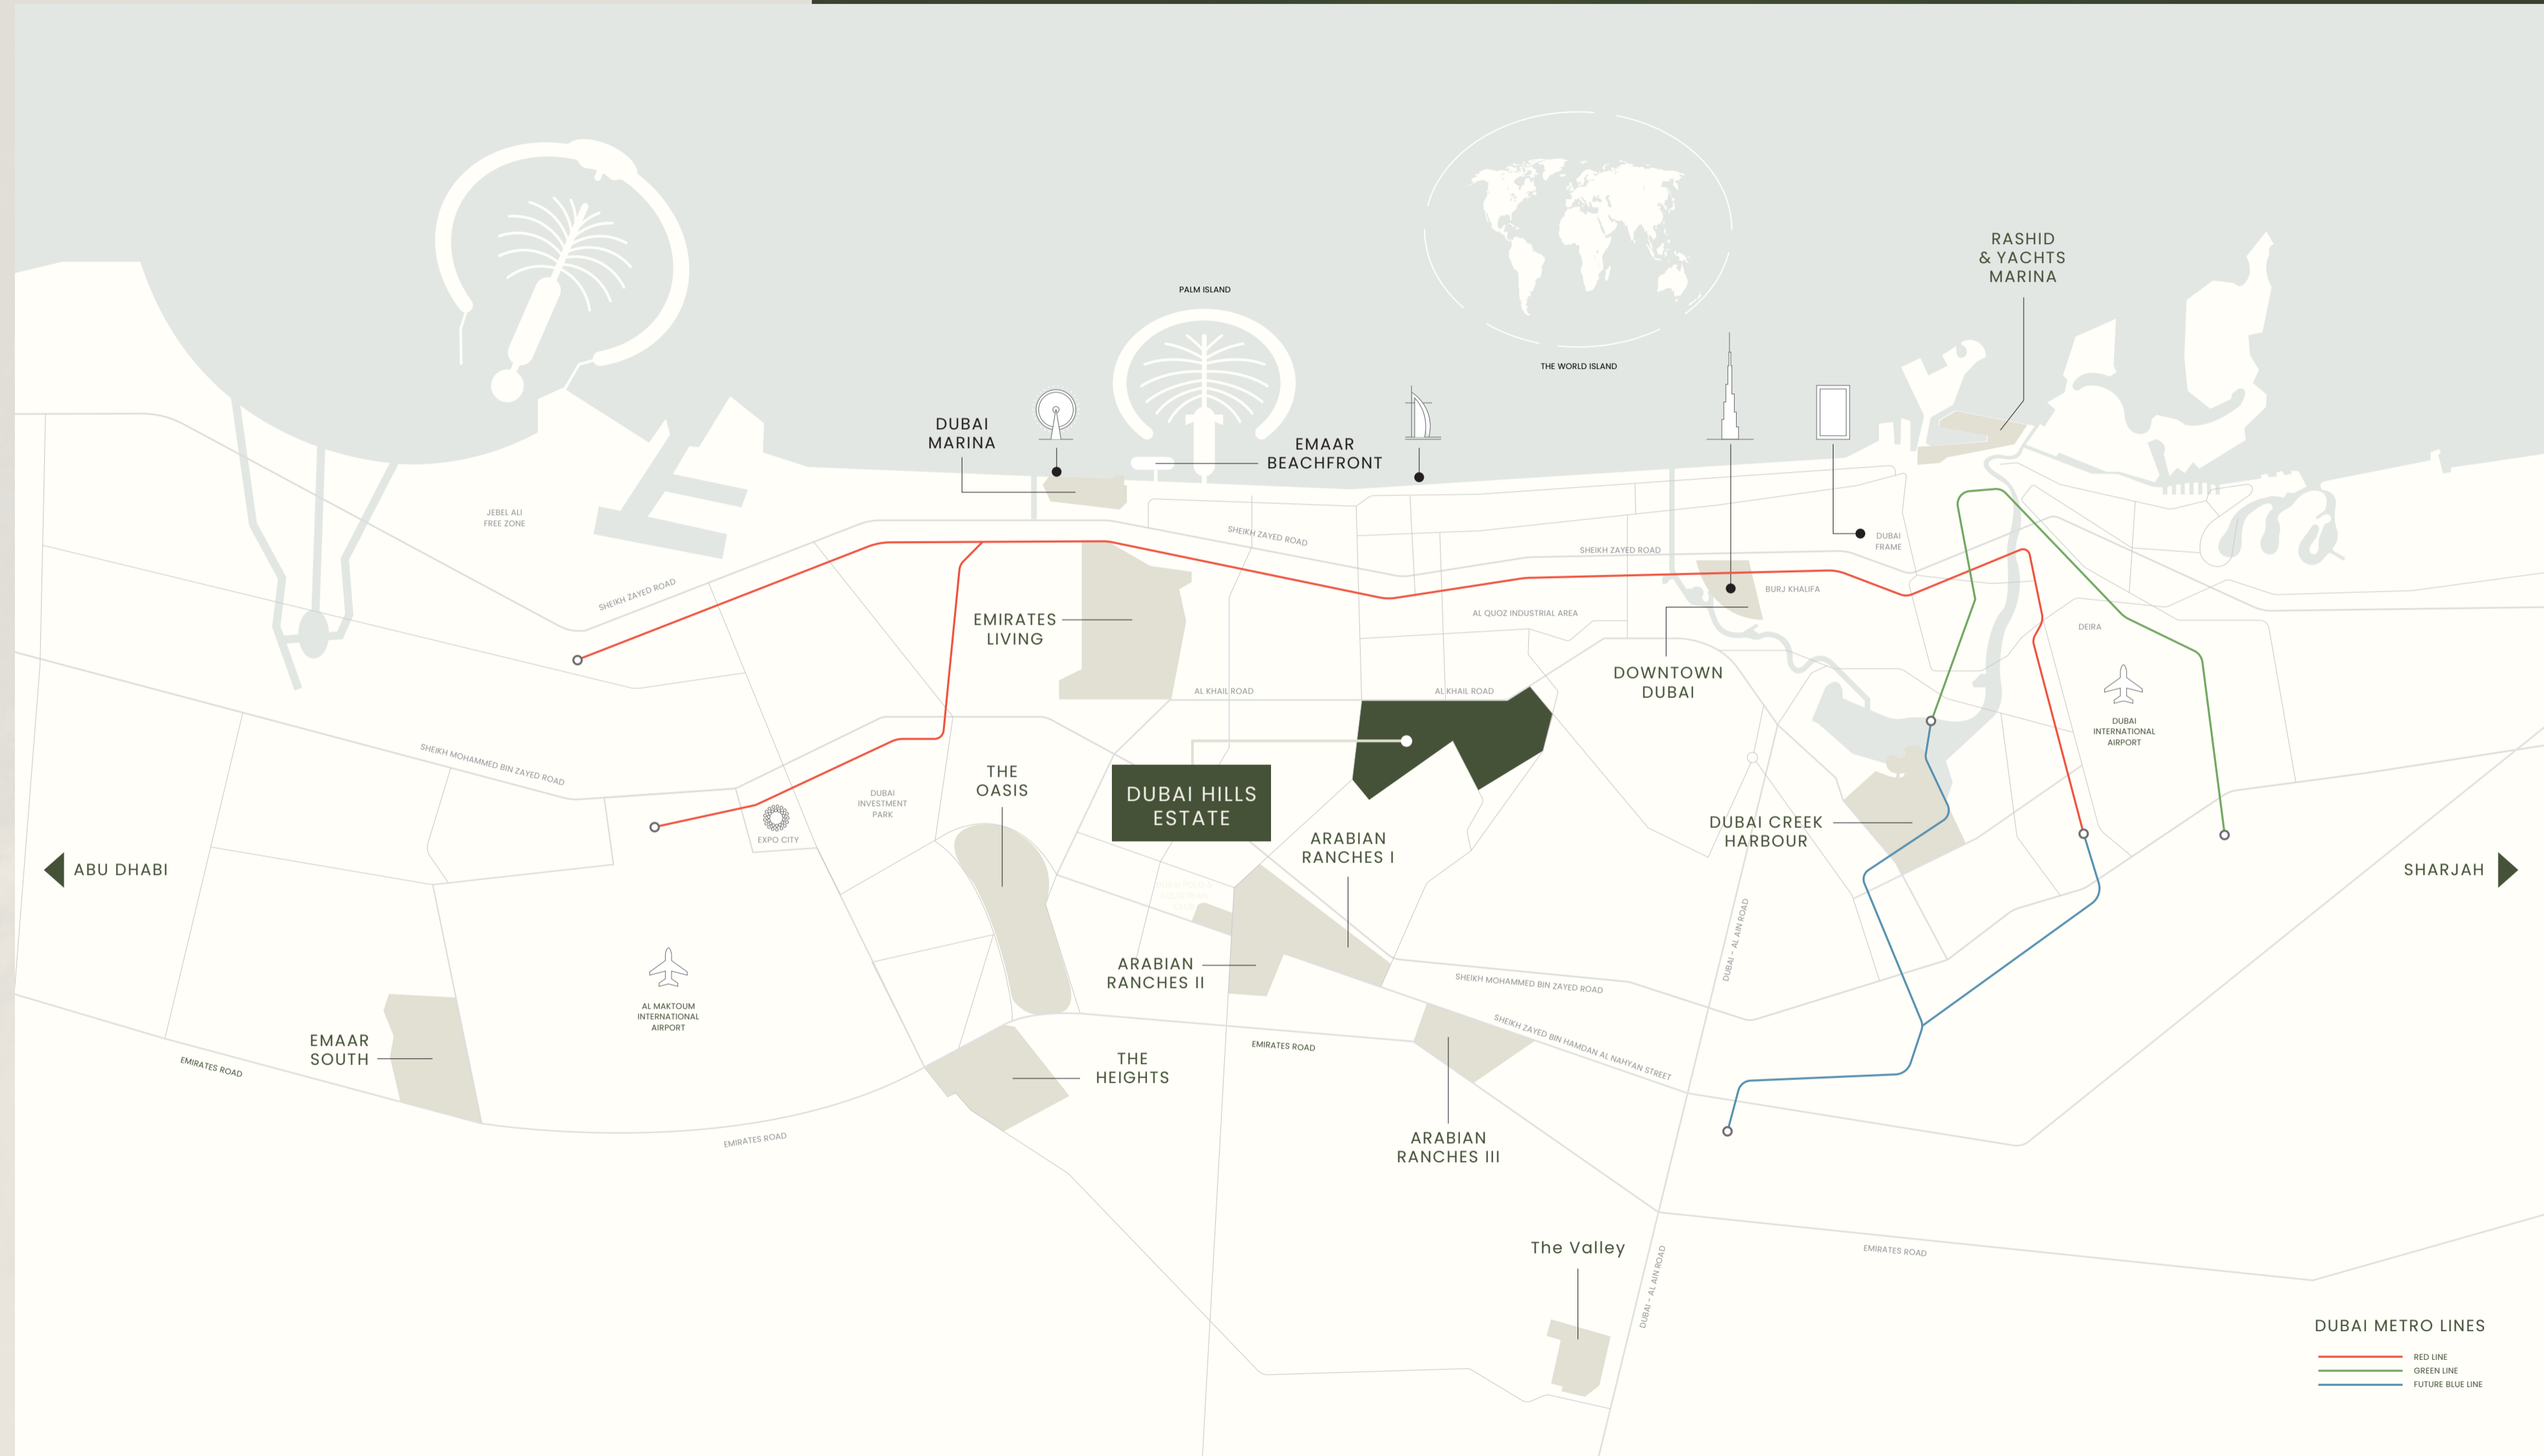 RASHID
& YACHTS
MARINA
PALM ISLAND
THE WORLD ISLAND
DUBAI
MARINA
EMAAR
BEACHFRONT
JEBEL ALI
FREE ZONE
SHEIKH ZAYED ROAD
SHEIKH ZAYED ROAD
SHEIKH ZAYED ROAD
DUBAI
FRAME
BURJ KHALIFA
AL QUOZ INDUSTRIAL AREA
EMIRATES
LIVING
DEIRA
DOWNTOWN
DUBAI
AL KHAIL ROAD
AL KHAIL ROAD
DUBAI
INTERNATIONAL
AIRPORT
SHEIKH MOHAMMED BIN ZAYED ROAD
THE
OASIS
DUBAI HILLS
ESTATE
DUBAI
INVESTMENT
PARK
EXPO CITY
ARABIAN
RANCHES I
DUBAI CREEK
HARBOUR
ABU DHABI
SHARJAH
DUBAI - AL AIN ROAD
ARABIAN
RANCHES II
SHEIKH MOHAMMED BIN ZAYED ROAD
AL MAKTOUM
INTERNATIONAL
AIRPORT
SHEIKH ZAYED BIN HAMDAN AL NAHYAN STREET
EMAAR
SOUTH
EMIRATES ROAD
EMIRATES ROAD
THE
HEIGHTS
EMIRATES ROAD
ARABIAN
RANCHES III
The Valley
EMIRATES ROAD
DUBAI - AL AIN ROAD
DUBAI METRO LINES
RED LINE
GREEN LINE
FUTURE BLUE LINE